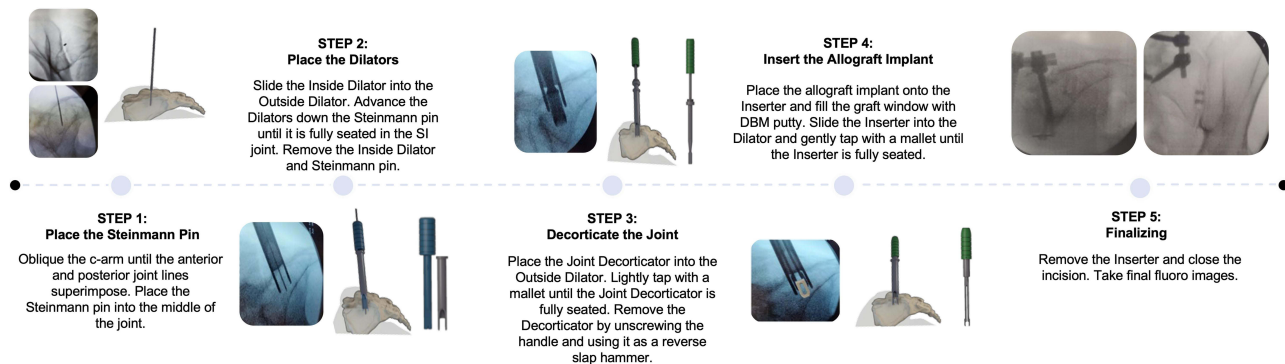 STEP 1:
Place the Steinmann Pin
Oblique the c-arm until the anterior
and posterior joint lines
superimpose. Place the
Steinmann pin into the middle of
the joint.
STEP 2:
Place the Dilators
Slide the Inside Dilator into the
Outside Dilator. Advance the
Dilators down the Steinmann pin
until it is fully seated in the SI
joint. Remove the Inside Dilator
and Steinmann pin.
STEP 3:
Decorticate the Joint
Place the Joint Decorticator into the
Outside Dilator. Lightly tap with a
mallet until the Joint Decorticator is
fully seated. Remove the
Decorticator by unscrewing the
handle and using it as a reverse
slap hammer.
STEP 4:
Insert the Allograft Implant
Place the allograft implant onto the
Inserter and fill the graft window with
DBM putty. Slide the Inserter into the
Dilator and gently tap with a mallet until
the Inserter is fully seated.
STEP 5:
Finalizing
Remove the Inserter and close the
incision. Take final fluoro images.